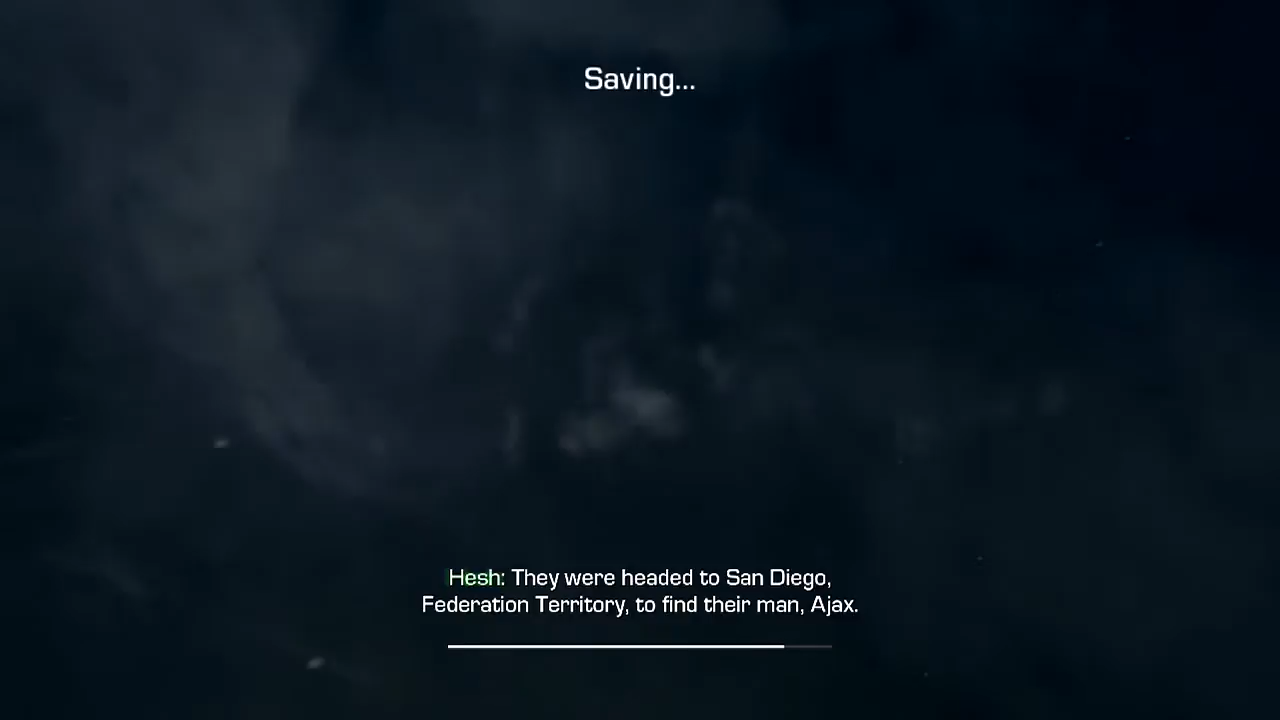 Saving...
Hesh: They were headed to San Diego,
Federation Territory, to find their man, Ajax.